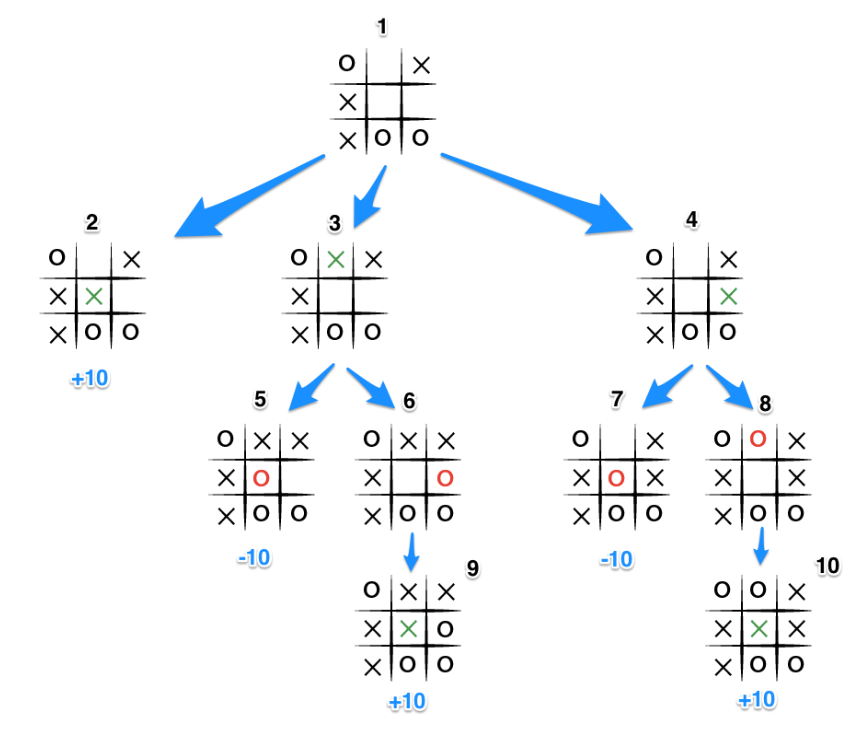 1
O X
X
X O O
2
O X
X X
X O O
+10
3
O X X
X
X O O
4
O X
X X
X O O
5
O X X
X O
X O O
-10
6
O X X
X O
X O O
7
O X
X O X
X O O
-10
8
O O X
X X
X O O
9
O X X
X X O
X O O
+10
10
O O X
X X X
X O O
+10